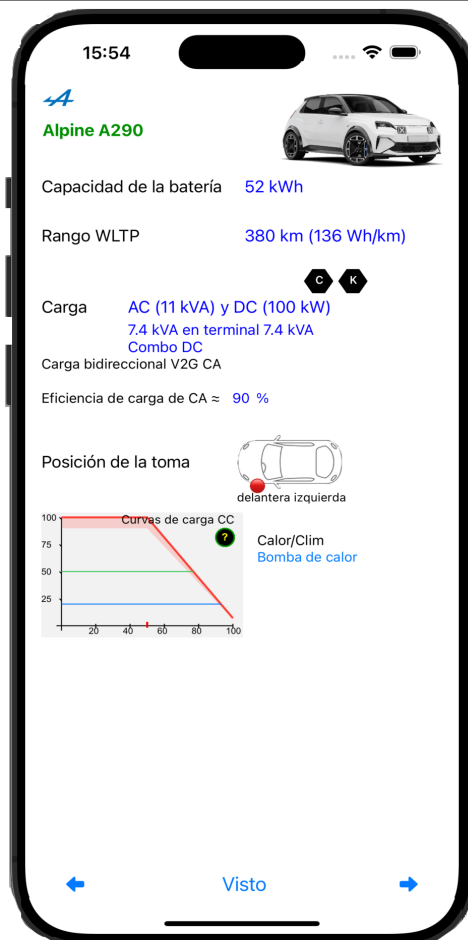 15:54
Alpine A290
Capacidad de la batería 52 kWh
Rango WLTP 380 km (136 Wh/km)
C K
Carga AC (11 kVA) y DC (100 kW)
7.4 kVA en terminal 7.4 kVA
Combo DC
Carga bidireccional V2G CA
Eficiencia de carga de CA ≈ 90 %
Posición de la toma
delantera izquierda
Curvas de carga CC
?
100
75
50
25
20 40 60 80 100
Calor/Clim
Bomba de calor
Visto